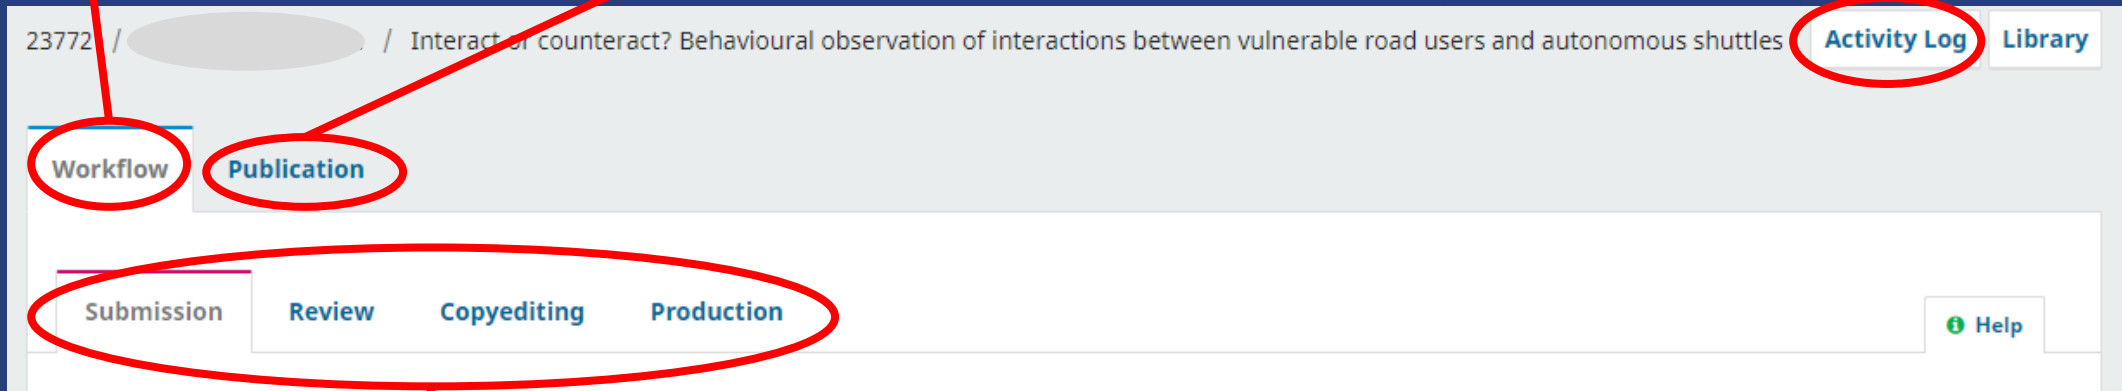 23772 / / Interact or counteract? Behavioural observation of interactions between vulnerable road users and autonomous shuttles Activity Log Library
Workflow Publication
Submission Review Copyediting Production
Help